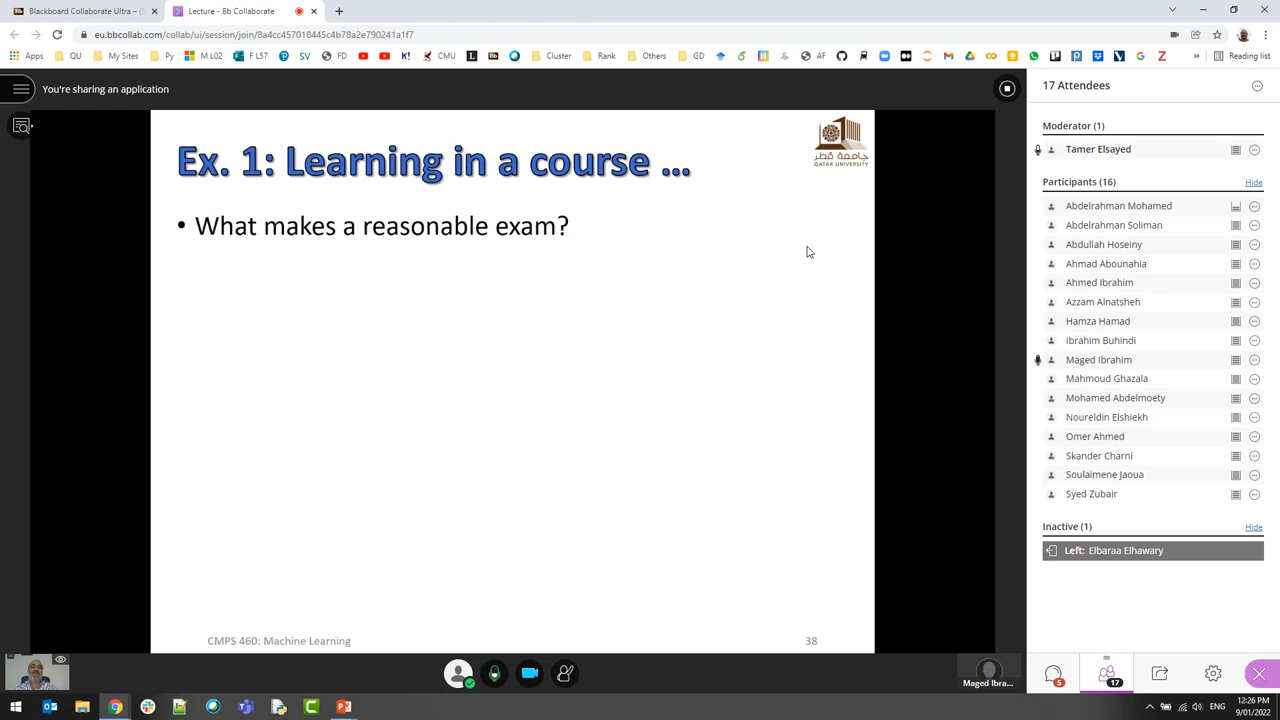 Blackboard Collaborate Ultra – (S
Lecture - Bb Collaborate
eu.bbcollab.com/collab/ui/session/join/8a4cc457018445c4b78a2e790241a1f7
Apps
QU
My Sites
Py
M L02
F L57
SV
FD
K!
CMU
L
Bb
Cluster
Rank
Others
GD
AF
Reading list
You're sharing an application
17 Attendees
Ex. 1: Learning in a course ...
جامعة قطر
QATAR UNIVERSITY
• What makes a reasonable exam?
CMPS 460: Machine Learning
38
Moderator (1)
Tamer Elsayed
Participants (16)
Hide
Abdelrahman Mohamed
Abdelrahman Soliman
Abdullah Hoseiny
Ahmad Abounahia
Ahmed Ibrahim
Azzam Alnatsheh
Hamza Hamad
Ibrahim Buhindi
Maged Ibrahim
Mahmoud Ghazala
Mohamed Abdelmoety
Noureldin Elshiekh
Omer Ahmed
Skander Charni
Soulaimene Jaoua
Syed Zubair
Inactive (1)
Hide
Left: Elbaraa Elhawary
Maged Ibra...
5
17
ENG
12:26 PM
9/01/2022